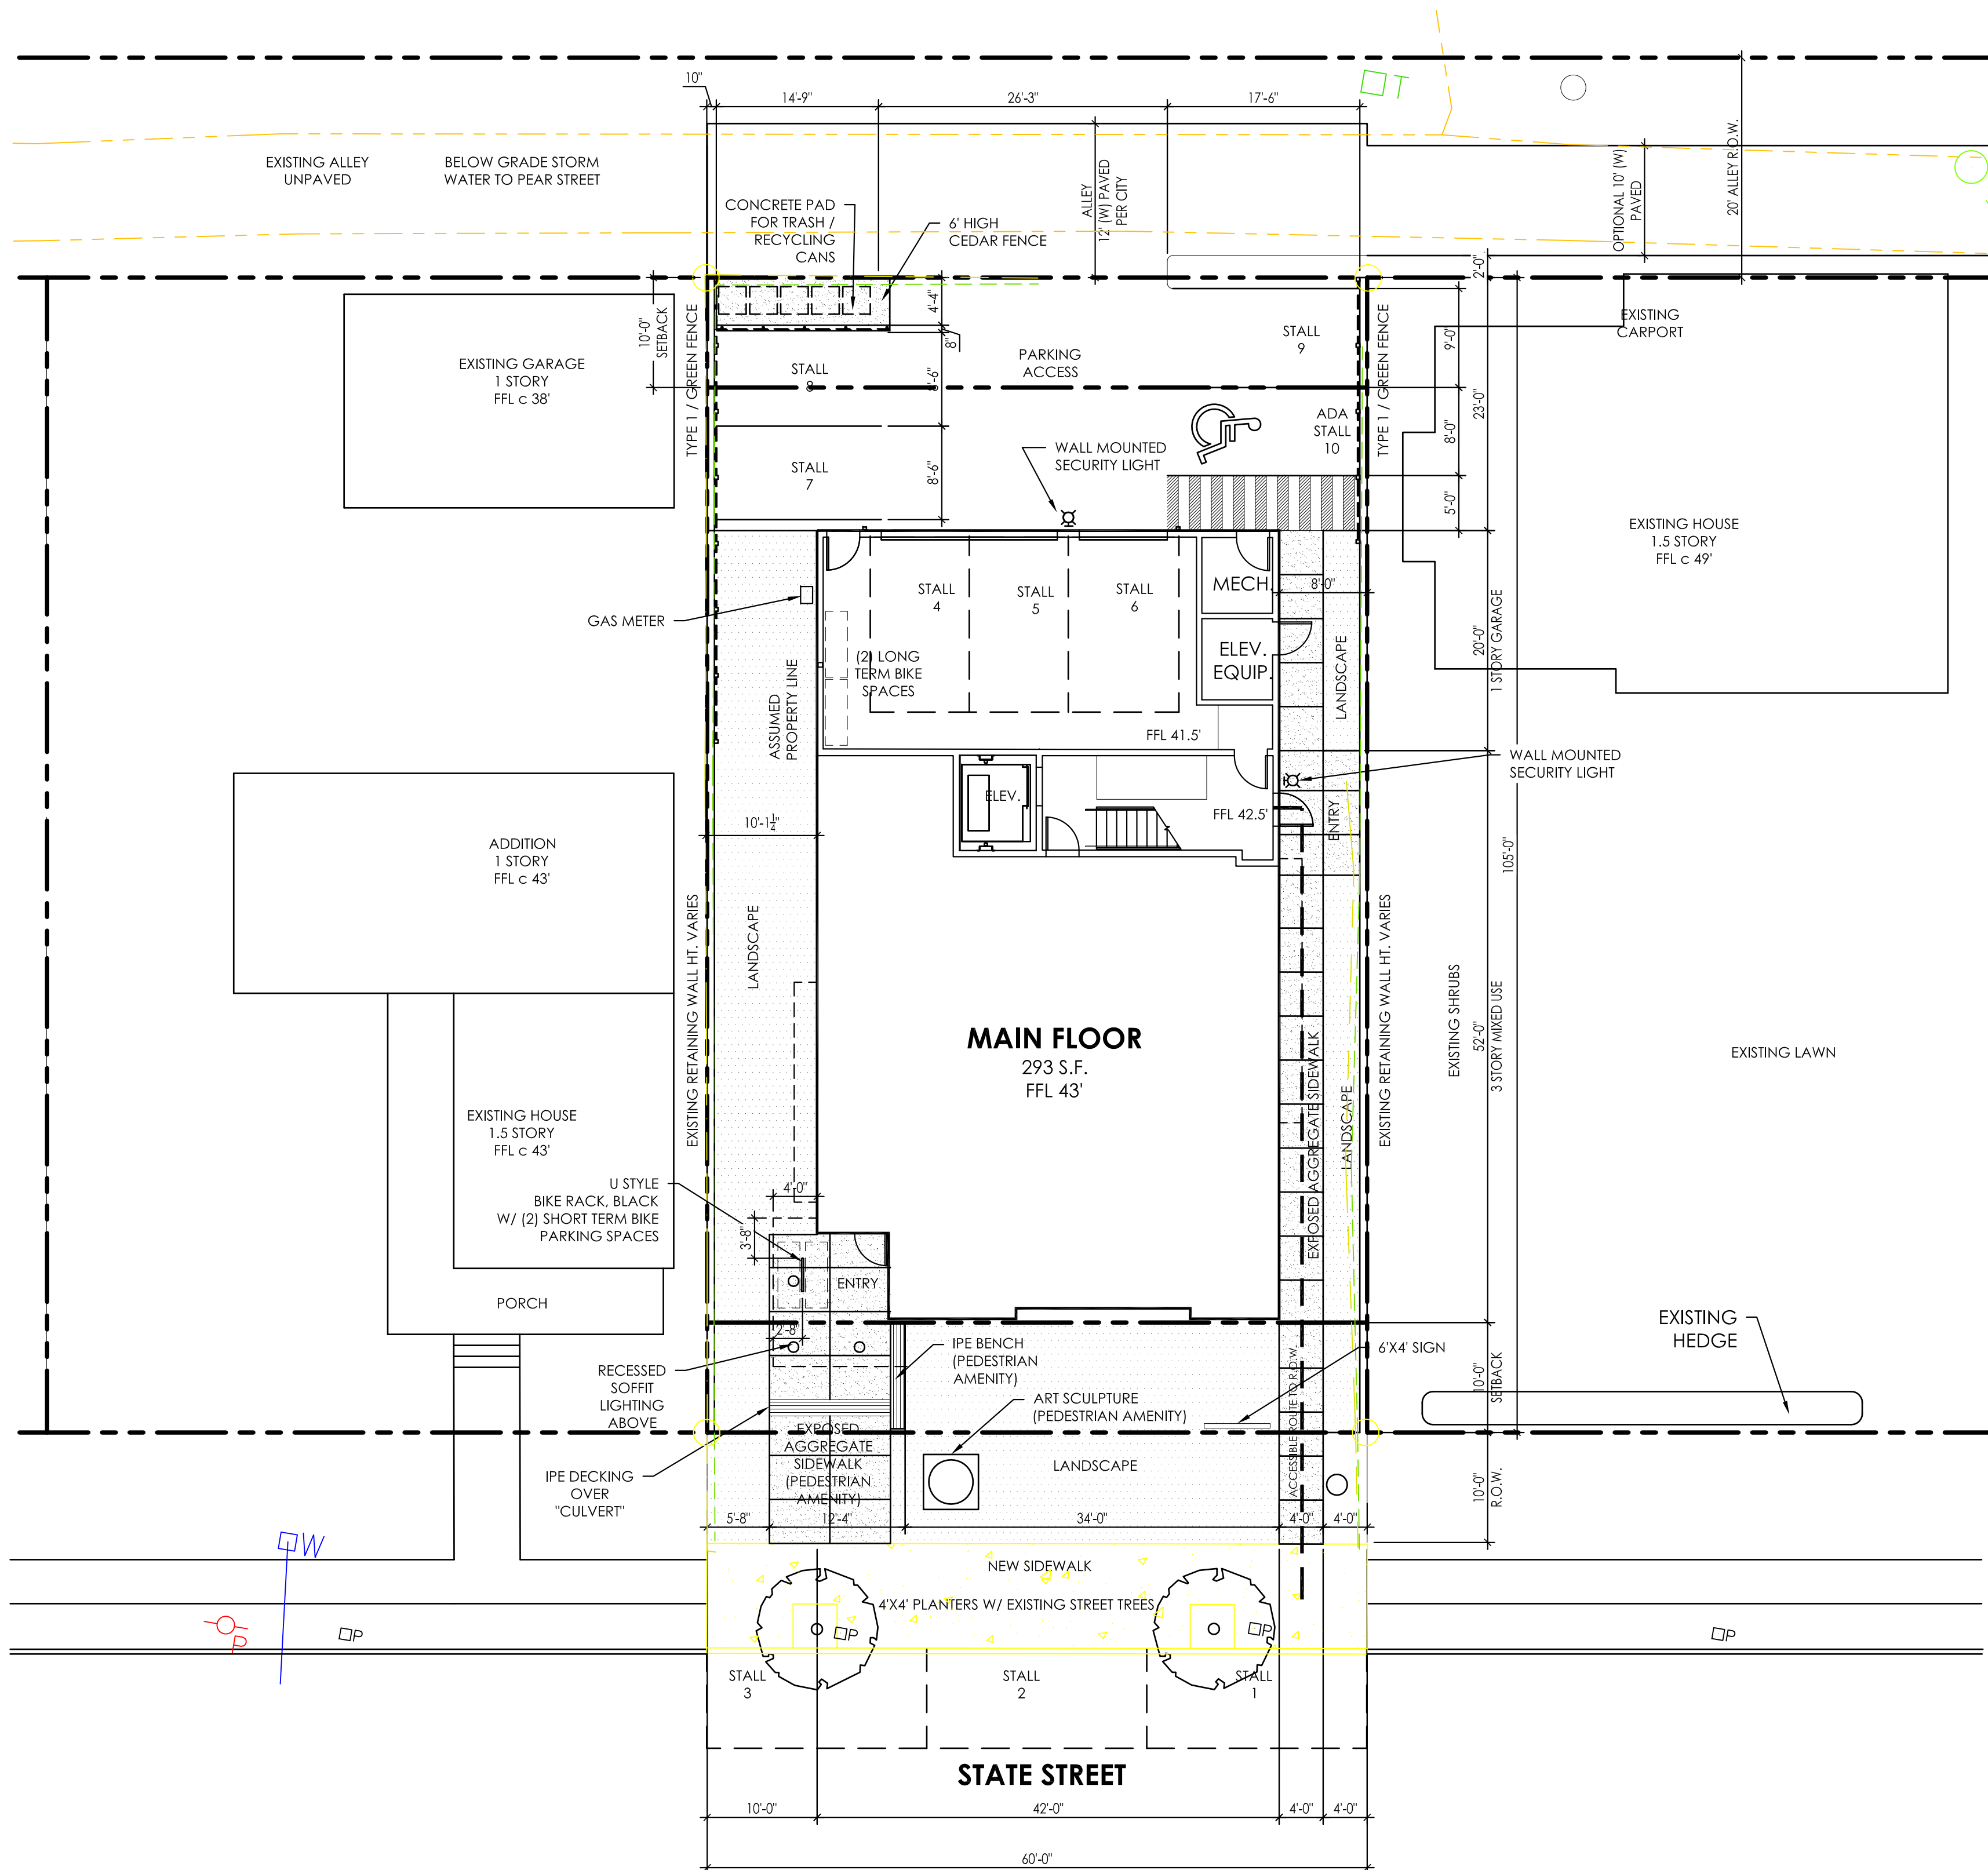 10"
14'-9"
26'-3"
17'-6"
T
EXISTING ALLEY
UNPAVED
BELOW GRADE STORM
WATER TO PEAR STREET
CONCRETE PAD
FOR TRASH /
RECYCLING
CANS
6' HIGH
CEDAR FENCE
ALLEY
12' (W) PAVED
PER CITY
OPTIONAL 10' (W)
PAVED
20' ALLEY R.O.W.
2'-0"
10'-0"
SETBACK
TYPE 1 / GREEN FENCE
4'-4"
8"
EXISTING GARAGE
1 STORY
FFL c 38'
STALL
8
8'-6"
PARKING
ACCESS
STALL
9
TYPE 1 / GREEN FENCE
9'-0"
23'-0"
EXISTING
CARPORT
ADA
STALL
10
8'-0"
STALL
7
8'-6"
WALL MOUNTED
SECURITY LIGHT
5'-0"
EXISTING HOUSE
1.5 STORY
FFL c 49'
GAS METER
STALL
4
STALL
5
STALL
6
MECH.
8'-0"
ELEV.
EQUIP.
LANDSCAPE
20'-0"
1 STORY GARAGE
(2) LONG
TERM BIKE
SPACES
ASSUMED
PROPERTY LINE
FFL 41.5'
WALL MOUNTED
SECURITY LIGHT
ELEV.
FFL 42.5'
ENTRY
10'-1 1/4"
ADDITION
1 STORY
FFL c 43'
105'-0"
EXISTING RETAINING WALL HT. VARIES
LANDSCAPE
MAIN FLOOR
293 S.F.
FFL 43'
EXPOSED AGGREGATE SIDEWALK
LANDSCAPE
EXISTING RETAINING WALL HT. VARIES
EXISTING SHRUBS
52'-0"
3 STORY MIXED USE
EXISTING LAWN
EXISTING HOUSE
1.5 STORY
FFL c 43'
U STYLE
BIKE RACK, BLACK
W/ (2) SHORT TERM BIKE
PARKING SPACES
4'-0"
3'-8"
ENTRY
PORCH
2'-8"
RECESSED
SOFFIT
LIGHTING
ABOVE
IPE BENCH
(PEDESTRIAN
AMENITY)
6'X4' SIGN
EXISTING
HEDGE
10'-0"
SETBACK
ART SCULPTURE
(PEDESTRIAN AMENITY)
ACCESSIBLE ROUTE TO R.O.W.
EXPOSED
AGGREGATE
SIDEWALK
(PEDESTRIAN
AMENITY)
LANDSCAPE
IPE DECKING
OVER
"CULVERT"
10'-0"
R.O.W.
5'-8"
12'-4"
34'-0"
4'-0"
4'-0"
W
P
P
NEW SIDEWALK
4'X4' PLANTERS W/ EXISTING STREET TREES
P
P
P
STALL
3
STALL
2
STALL
1
STATE STREET
10'-0"
42'-0"
4'-0"
4'-0"
60'-0"